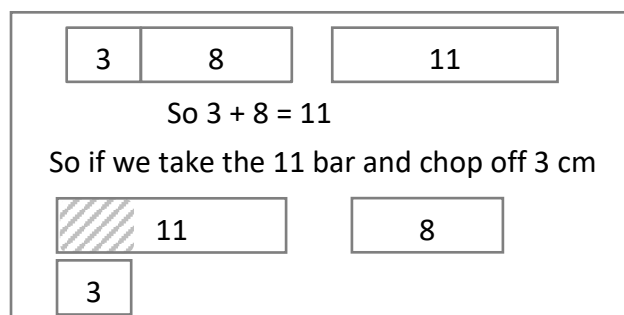 3 8 11
So 3 + 8 = 11
So if we take the 11 bar and chop off 3 cm
11 8
3